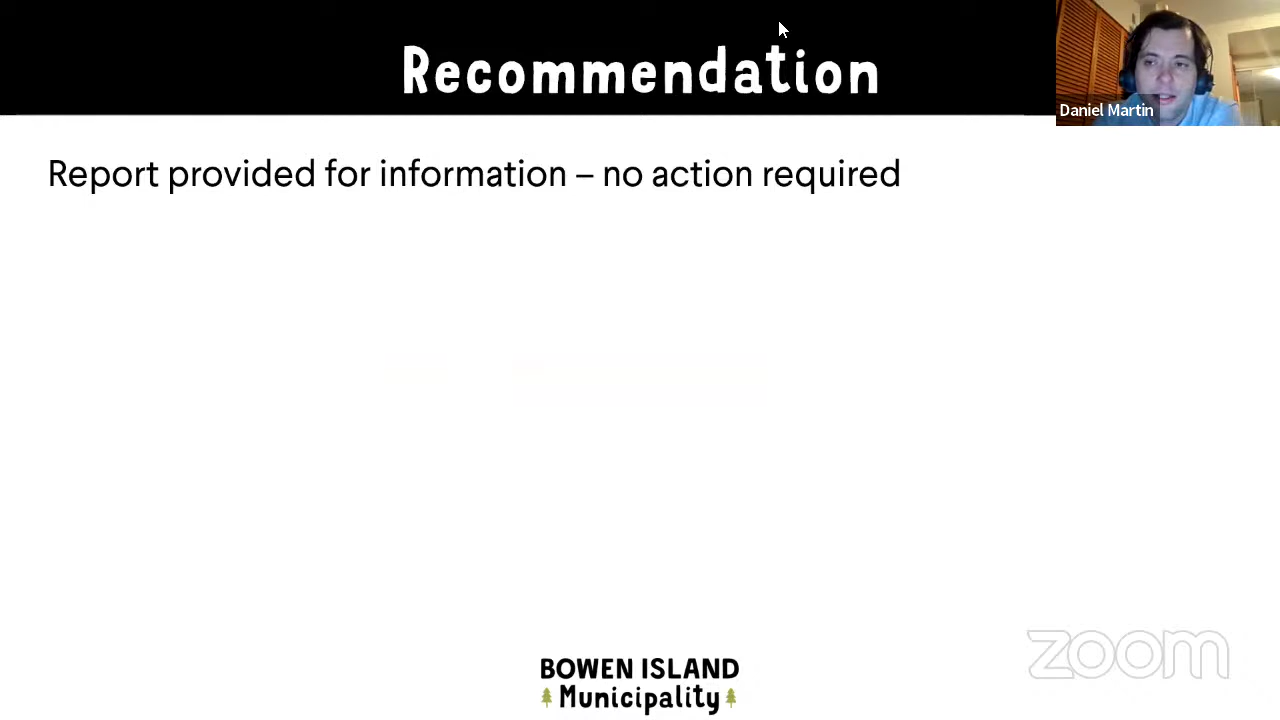 Recommendation
Daniel Martin
Report provided for information – no action required
zoom
BOWEN ISLAND
Municipality